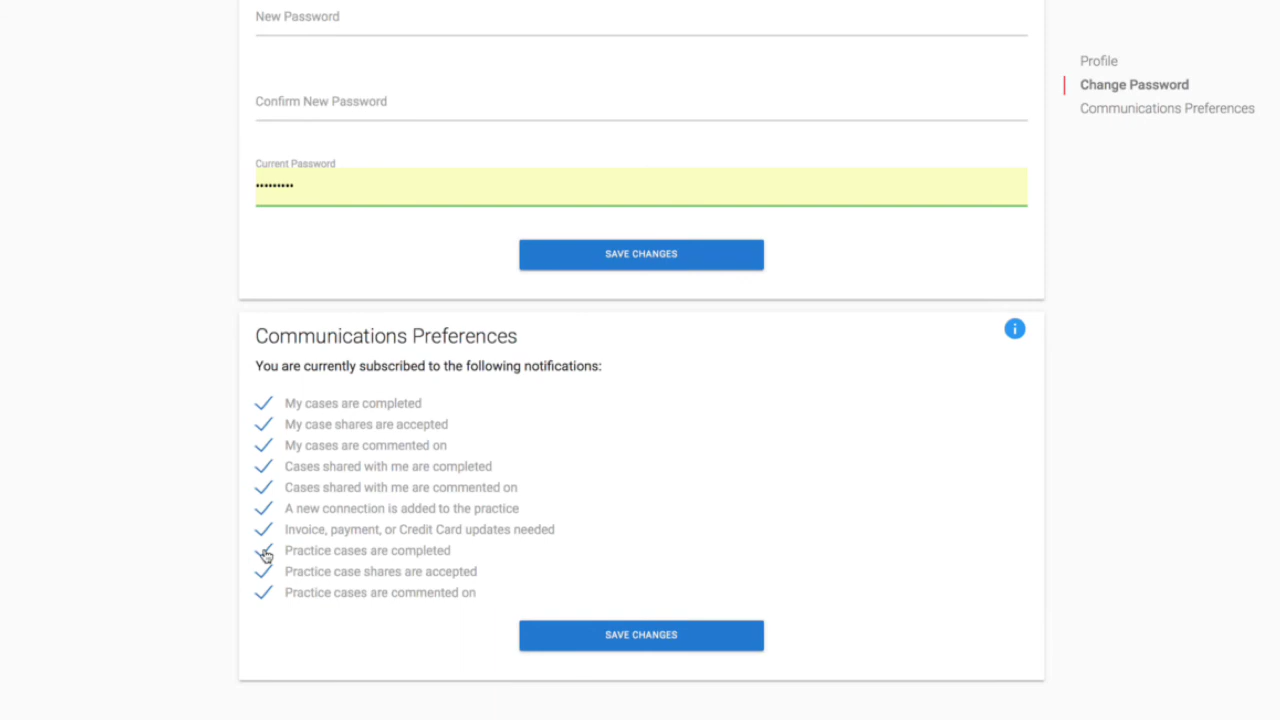 New Password
Confirm New Password
Current Password
•••••••••
SAVE CHANGES
Profile
Change Password
Communications Preferences
Communications Preferences
You are currently subscribed to the following notifications:
My cases are completed
My case shares are accepted
My cases are commented on
Cases shared with me are completed
Cases shared with me are commented on
A new connection is added to the practice
Invoice, payment, or Credit Card updates needed
Practice cases are completed
Practice case shares are accepted
Practice cases are commented on
SAVE CHANGES